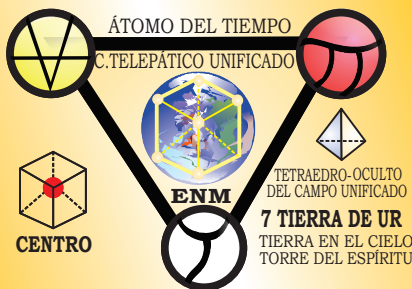 ÁTOMO DEL TIEMPO
C.TELEPÁTICO UNIFICADO
ENM
TETRAEDRO-OCULTO
DEL CAMPO UNIFICADO
7 TIERRA DE UR
TIERRA EN EL CIELO
TORRE DEL ESPÍRITU
CENTRO